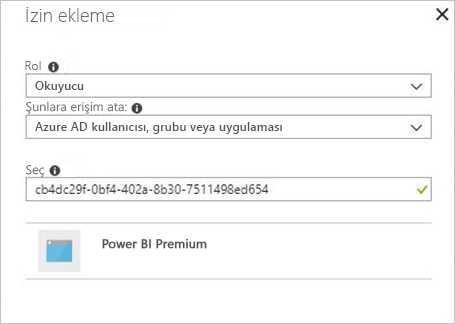 İzin ekleme
Rol
Okuyucu
Şunlara erişim ata:
Azure AD kullanıcısı, grubu veya uygulaması
Seç
cb4dc29f-0bf4-402a-8b30-7511498ed654
Power BI Premium